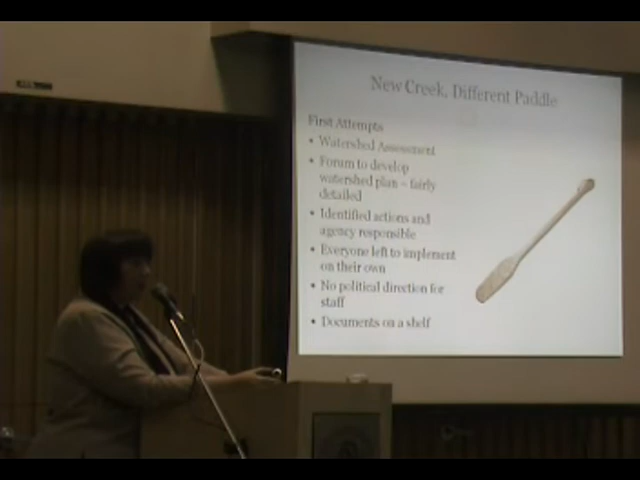 New Creek, Different Paddle
First Attempts
• Watershed Assessment
• Forum to develop
watershed plan – fairly
detailed
• Identified actions and
agency responsible
• Everyone left to implement
on their own
• No political direction for
staff
• Documents on a shelf